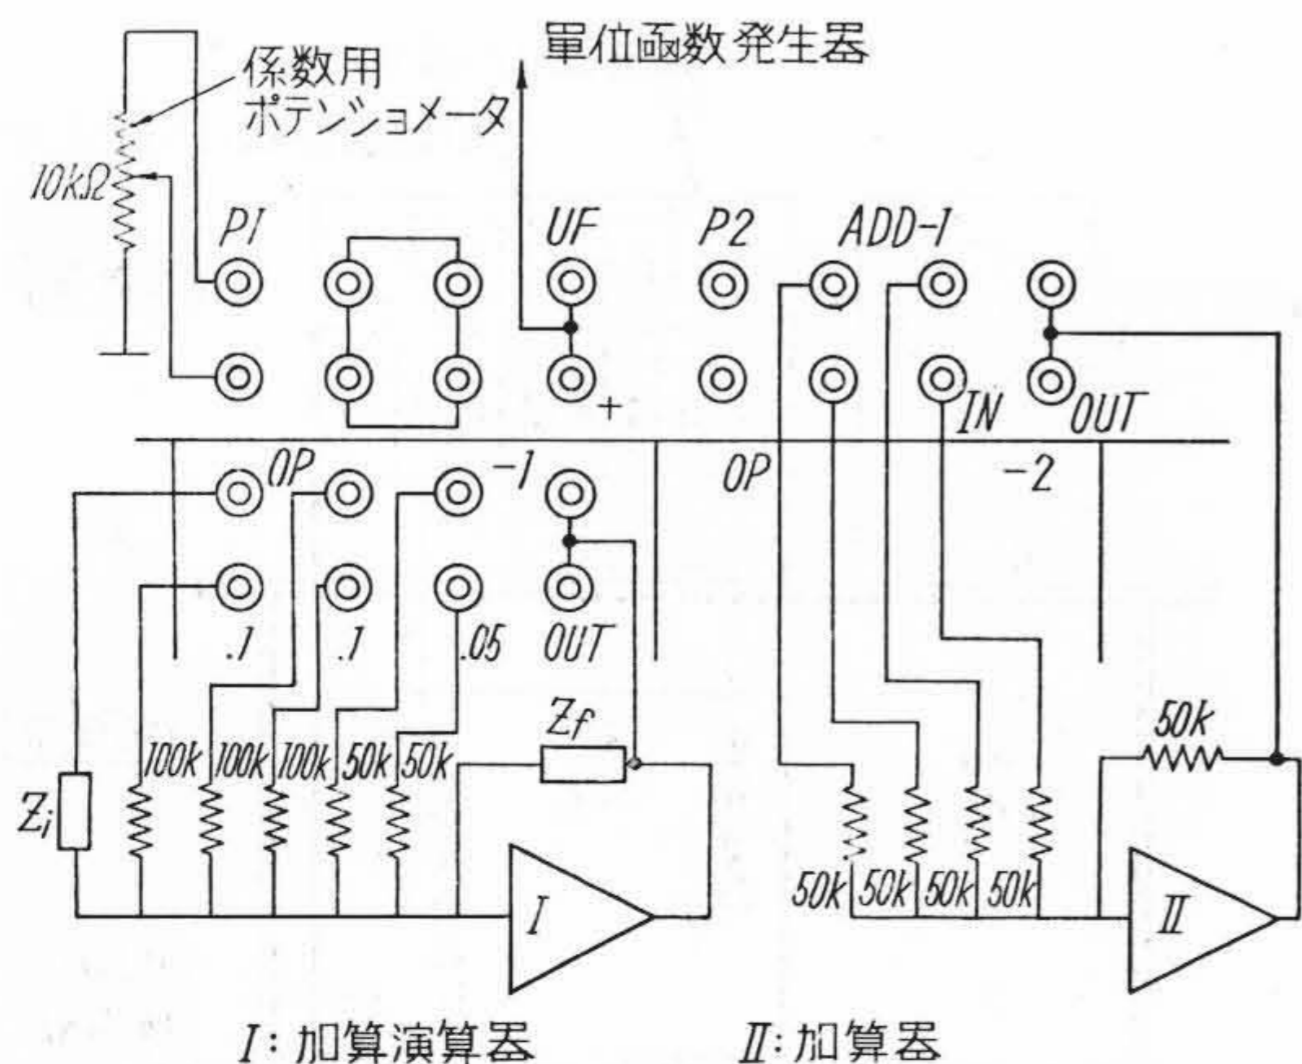 單位函数発生器
係数用
ポテンショメータ
10kΩ
P1
UF
P2
ADD-1
+
IN
OUT
OP
-1
OP
-2
.1
.1
.05
OUT
Zf
50k
100k
100k
100k
50k
50k
Zi
50k
50k
50k
50k
I
II
I: 加算演算器
II: 加算器